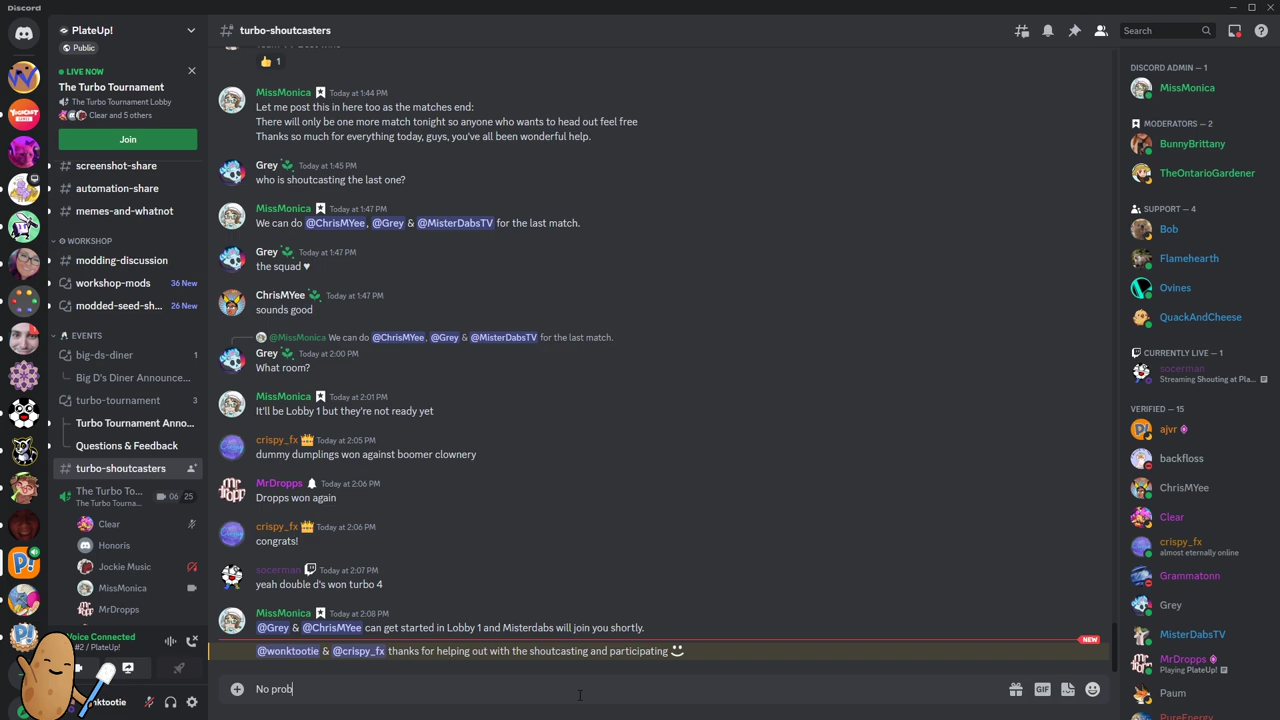 Discord
PlateUp!
Public
LIVE NOW
The Turbo Tournament
The Turbo Tournament Lobby
Clear and 5 others
Join
screenshot-share
automation-share
memes-and-whatnot
WORKSHOP
modding-discussion
workshop-mods 36 New
modded-seed-sh... 26 New
EVENTS
big-ds-diner 1
Big D's Diner Announce...
turbo-tournament 3
Turbo Tournament Anno...
Questions & Feedback
turbo-shoutcasters
The Turbo To... 06 25
The Turbo Tourna...
Clear
Honoris
Jockie Music
MissMonica
MrDropps
Voice Connected
#2 / PlateUp!
nktootie
turbo-shoutcasters
Search
1
MissMonica Today at 1:44 PM
Let me post this in here too as the matches end:
There will only be one more match tonight so anyone who wants to head out feel free
Thanks so much for everything today, guys, you've all been wonderful help.
Grey Today at 1:45 PM
who is shoutcasting the last one?
MissMonica Today at 1:47 PM
We can do @ChrisMYee, @Grey & @MisterDabsTV for the last match.
Grey Today at 1:47 PM
the squad ♥
ChrisMYee Today at 1:47 PM
sounds good
@MissMonica We can do @ChrisMYee, @Grey & @MisterDabsTV for the last match.
Grey Today at 2:00 PM
What room?
MissMonica Today at 2:01 PM
It'll be Lobby 1 but they're not ready yet
crispy_fx Today at 2:05 PM
dummy dumplings won against boomer clownery
MrDropps Today at 2:06 PM
Dropps won again
crispy_fx Today at 2:06 PM
congrats!
socerman Today at 2:07 PM
yeah double d's won turbo 4
MissMonica Today at 2:08 PM
@Grey & @ChrisMYee can get started in Lobby 1 and Misterdabs will join you shortly.
NEW
@wonktootie & @crispy_fx thanks for helping out with the shoutcasting and participating
No prob
GIF
DISCORD ADMIN — 1
MissMonica
MODERATORS — 2
BunnyBrittany
TheOntarioGardener
SUPPORT — 4
Bob
Flamehearth
Ovines
QuackAndCheese
CURRENTLY LIVE — 1
socerman
Streaming Shouting at Pla...
VERIFIED — 15
ajvr
backfloss
ChrisMYee
Clear
crispy_fx
almost eternally online
Grammatonn
Grey
MisterDabsTV
MrDropps
Playing PlateUp!
Paum
PureEnergy